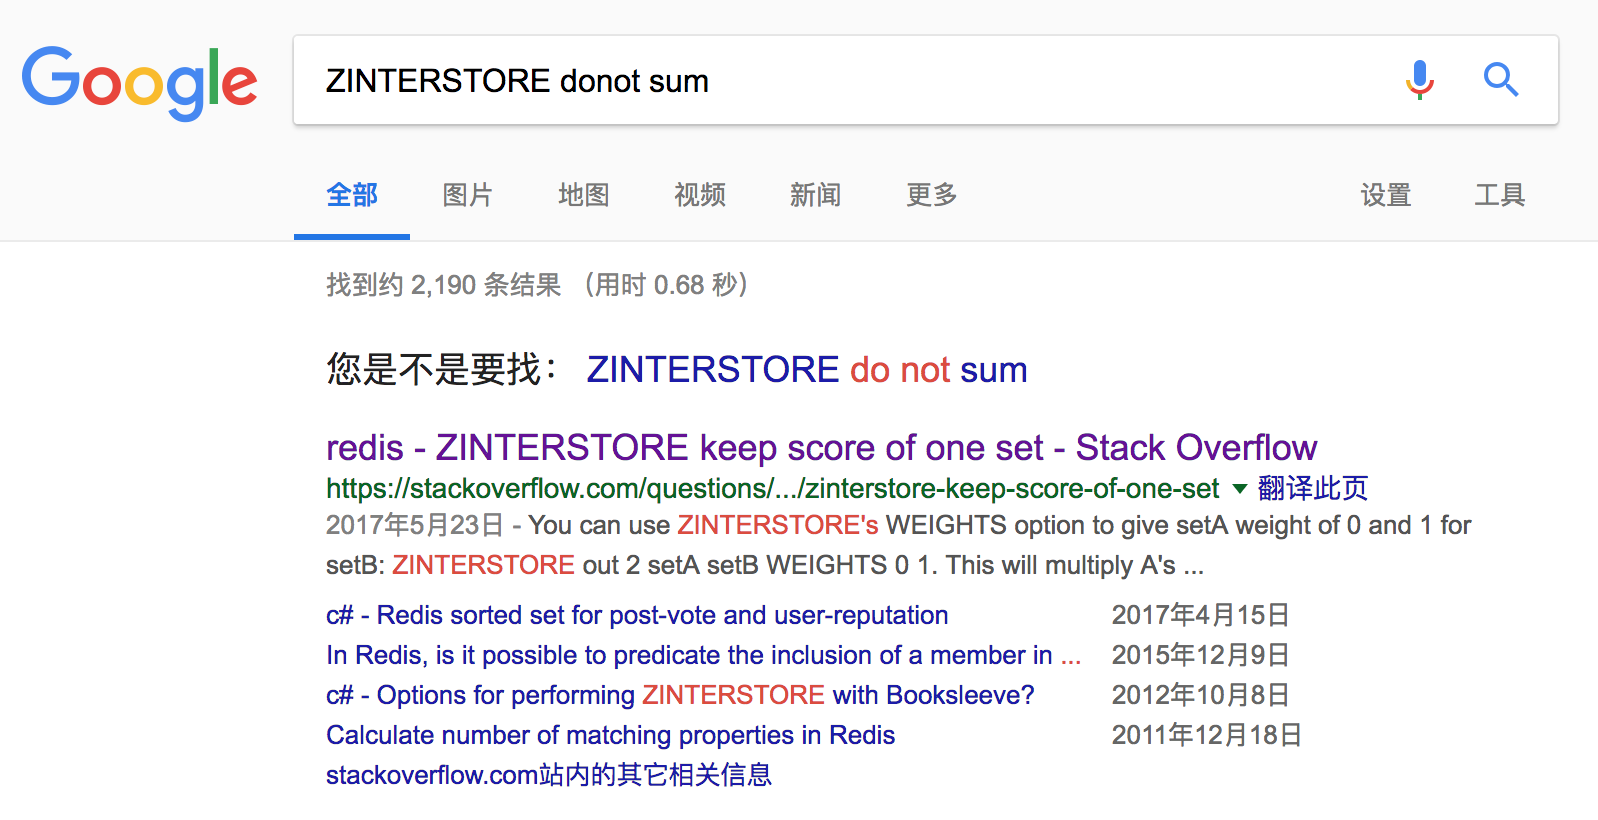 Google
ZINTERSTORE donot sum
全部 图片 地图 视频 新闻 更多 设置 工具
找到约 2,190 条结果 （用时 0.68 秒）
您是不是要找： ZINTERSTORE do not sum
redis - ZINTERSTORE keep score of one set - Stack Overflow
https://stackoverflow.com/questions/.../zinterstore-keep-score-of-one-set 翻译此页
2017年5月23日 - You can use ZINTERSTORE's WEIGHTS option to give setA weight of 0 and 1 for
setB: ZINTERSTORE out 2 setA setB WEIGHTS 0 1. This will multiply A's ...
c# - Redis sorted set for post-vote and user-reputation 2017年4月15日
In Redis, is it possible to predicate the inclusion of a member in ... 2015年12月9日
c# - Options for performing ZINTERSTORE with Booksleeve? 2012年10月8日
Calculate number of matching properties in Redis 2011年12月18日
stackoverflow.com站内的其它相关信息